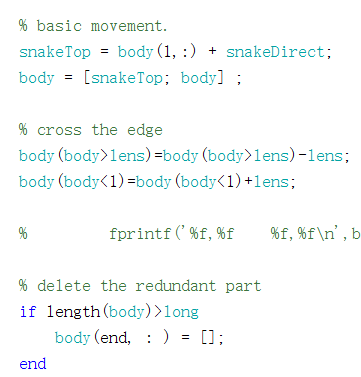 % basic movement.
snakeTop = body(1,:) + snakeDirect;
body = [snakeTop; body] ;
% cross the edge
body(body>lens)=body(body>lens)-lens;
body(body<1)=body(body<1)+lens;
% fprintf('%f,%f %f,%f\n',b
% delete the redundant part
if length(body)>long
body(end, : ) = [];
end